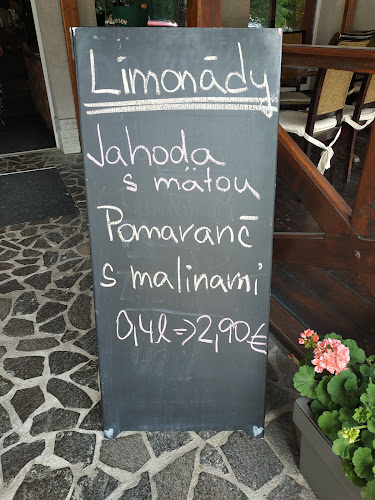 Limonády
Jahoda
s mätou
Pomaranč
s malinami
0,4l => 2,90€